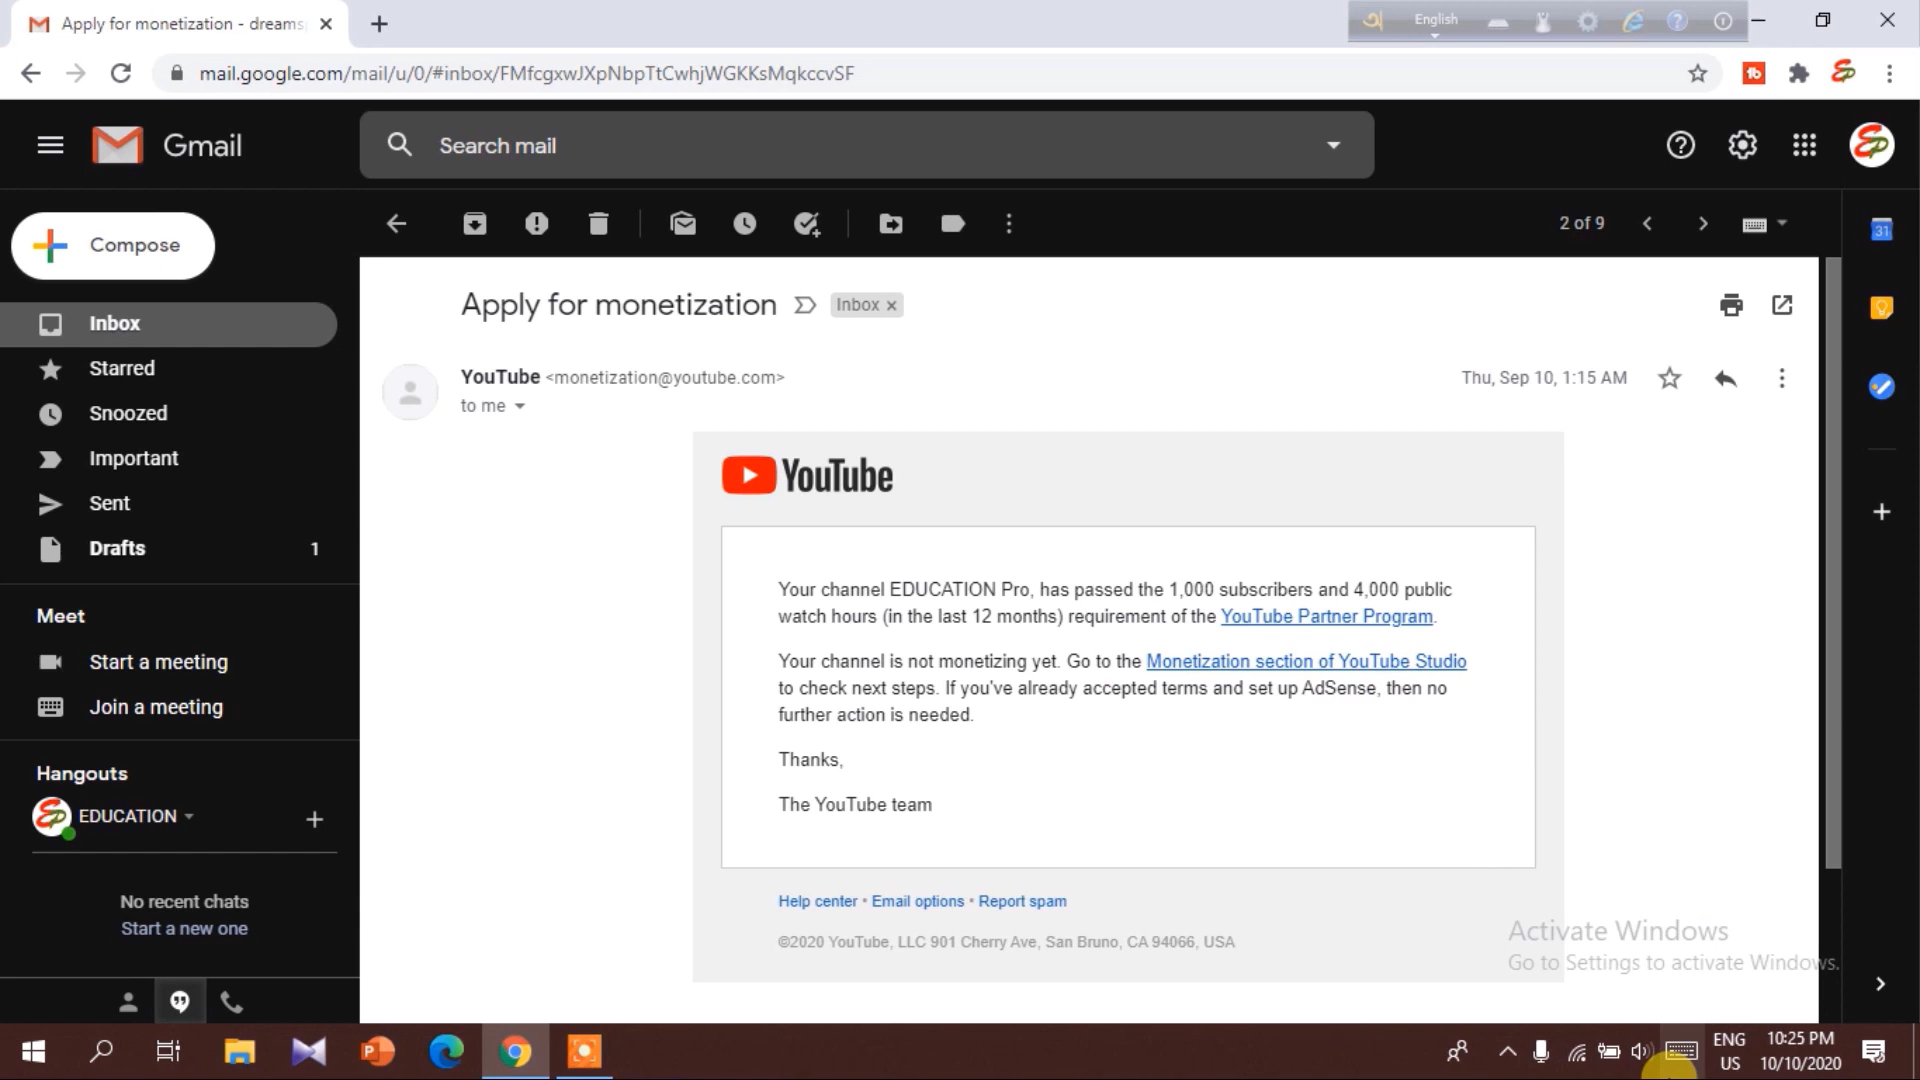 Apply for monetization - dreams
English
mail.google.com/mail/u/0/#inbox/FMfcgxwJXpNbpTtCwhjWGKKsMqkccvSF
Gmail
Search mail
Compose
2 of 9
Inbox
Starred
Snoozed
Important
Sent
Drafts 1
Meet
Start a meeting
Join a meeting
Hangouts
EDUCATION
No recent chats
Start a new one
Apply for monetization Inbox ×
YouTube <monetization@youtube.com>
Thu, Sep 10, 1:15 AM
to me
YouTube
Your channel EDUCATION Pro, has passed the 1,000 subscribers and 4,000 public
watch hours (in the last 12 months) requirement of the YouTube Partner Program.
Your channel is not monetizing yet. Go to the Monetization section of YouTube Studio
to check next steps. If you've already accepted terms and set up AdSense, then no
further action is needed.
Thanks,
The YouTube team
Help center • Email options • Report spam
©2020 YouTube, LLC 901 Cherry Ave, San Bruno, CA 94066, USA
31
Activate Windows
Go to Settings to activate Windows.
ENG
US
10:25 PM
10/10/2020